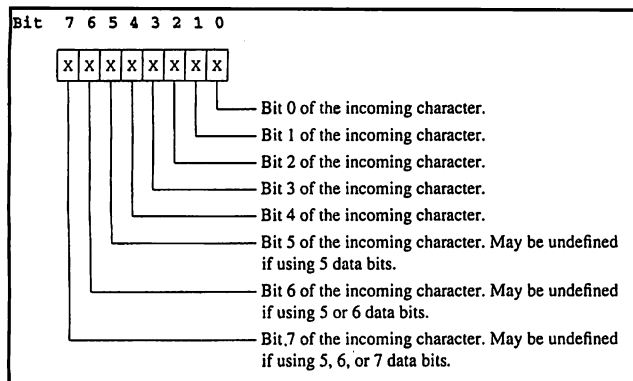 Bit 7 6 5 4 3 2 1 0
X X X X X X X X
Bit 0 of the incoming character.
Bit 1 of the incoming character.
Bit 2 of the incoming character.
Bit 3 of the incoming character.
Bit 4 of the incoming character.
Bit 5 of the incoming character. May be undefined
if using 5 data bits.
Bit 6 of the incoming character. May be undefined
if using 5 or 6 data bits.
Bit.7 of the incoming character. May be undefined
if using 5, 6, or 7 data bits.